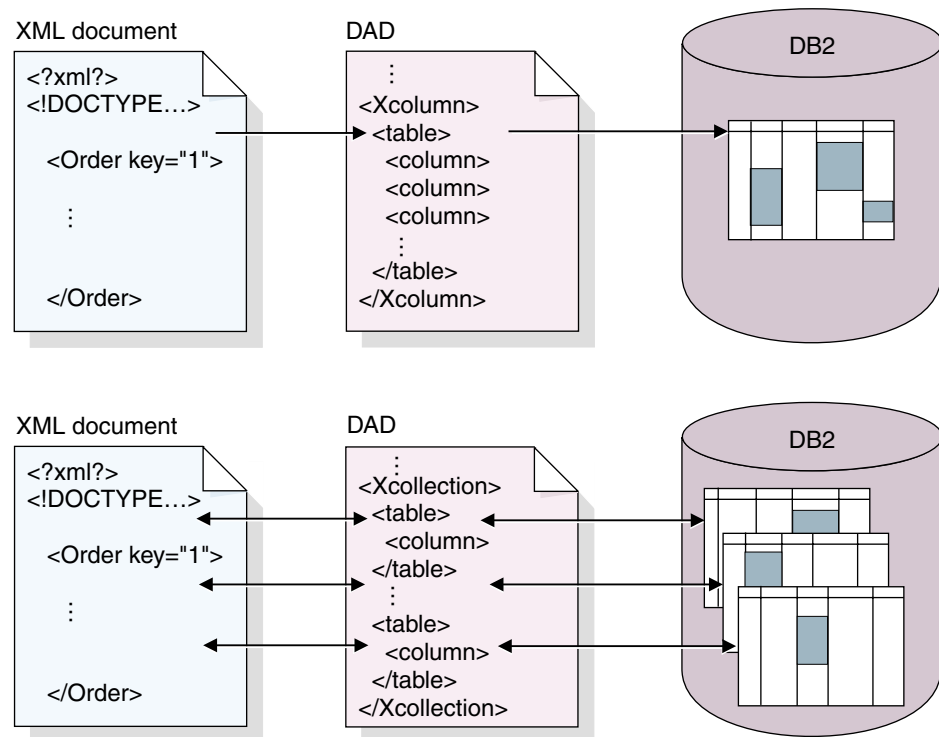 XML document
<?xml?>
<!DOCTYPE…>
<Order key="1">
⋮
</Order>
DAD
⋮
<Xcolumn>
<table>
<column>
<column>
<column>
⋮
</table>
</Xcolumn>
DB2
XML document
<?xml?>
<!DOCTYPE…>
<Order key="1">
⋮
</Order>
DAD
⋮
<Xcollection>
<table>
<column>
</table>
⋮
<table>
<column>
</table>
</Xcollection>
DB2